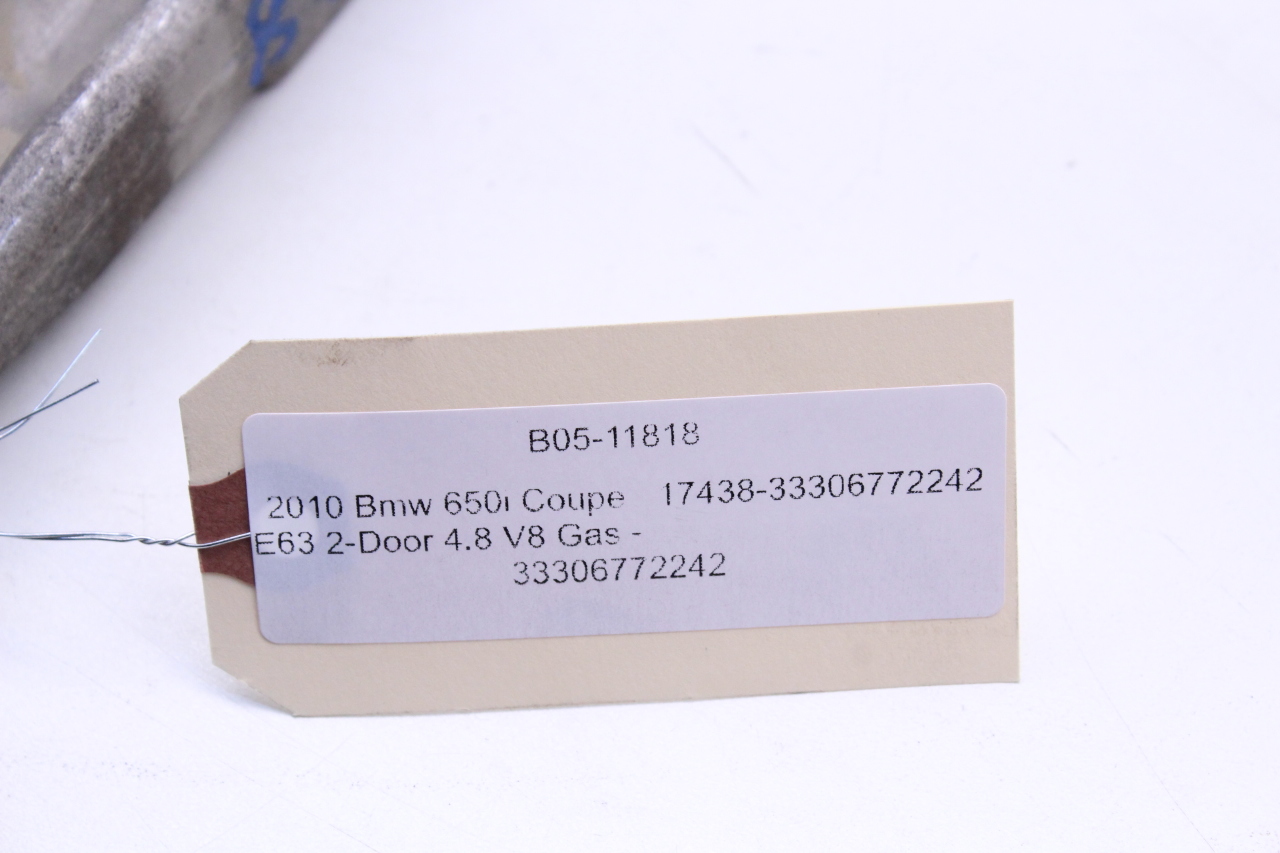 B05-11818
2010 Bmw 650i Coupe 17438-33306772242
E63 2-Door 4.8 V8 Gas -
33306772242